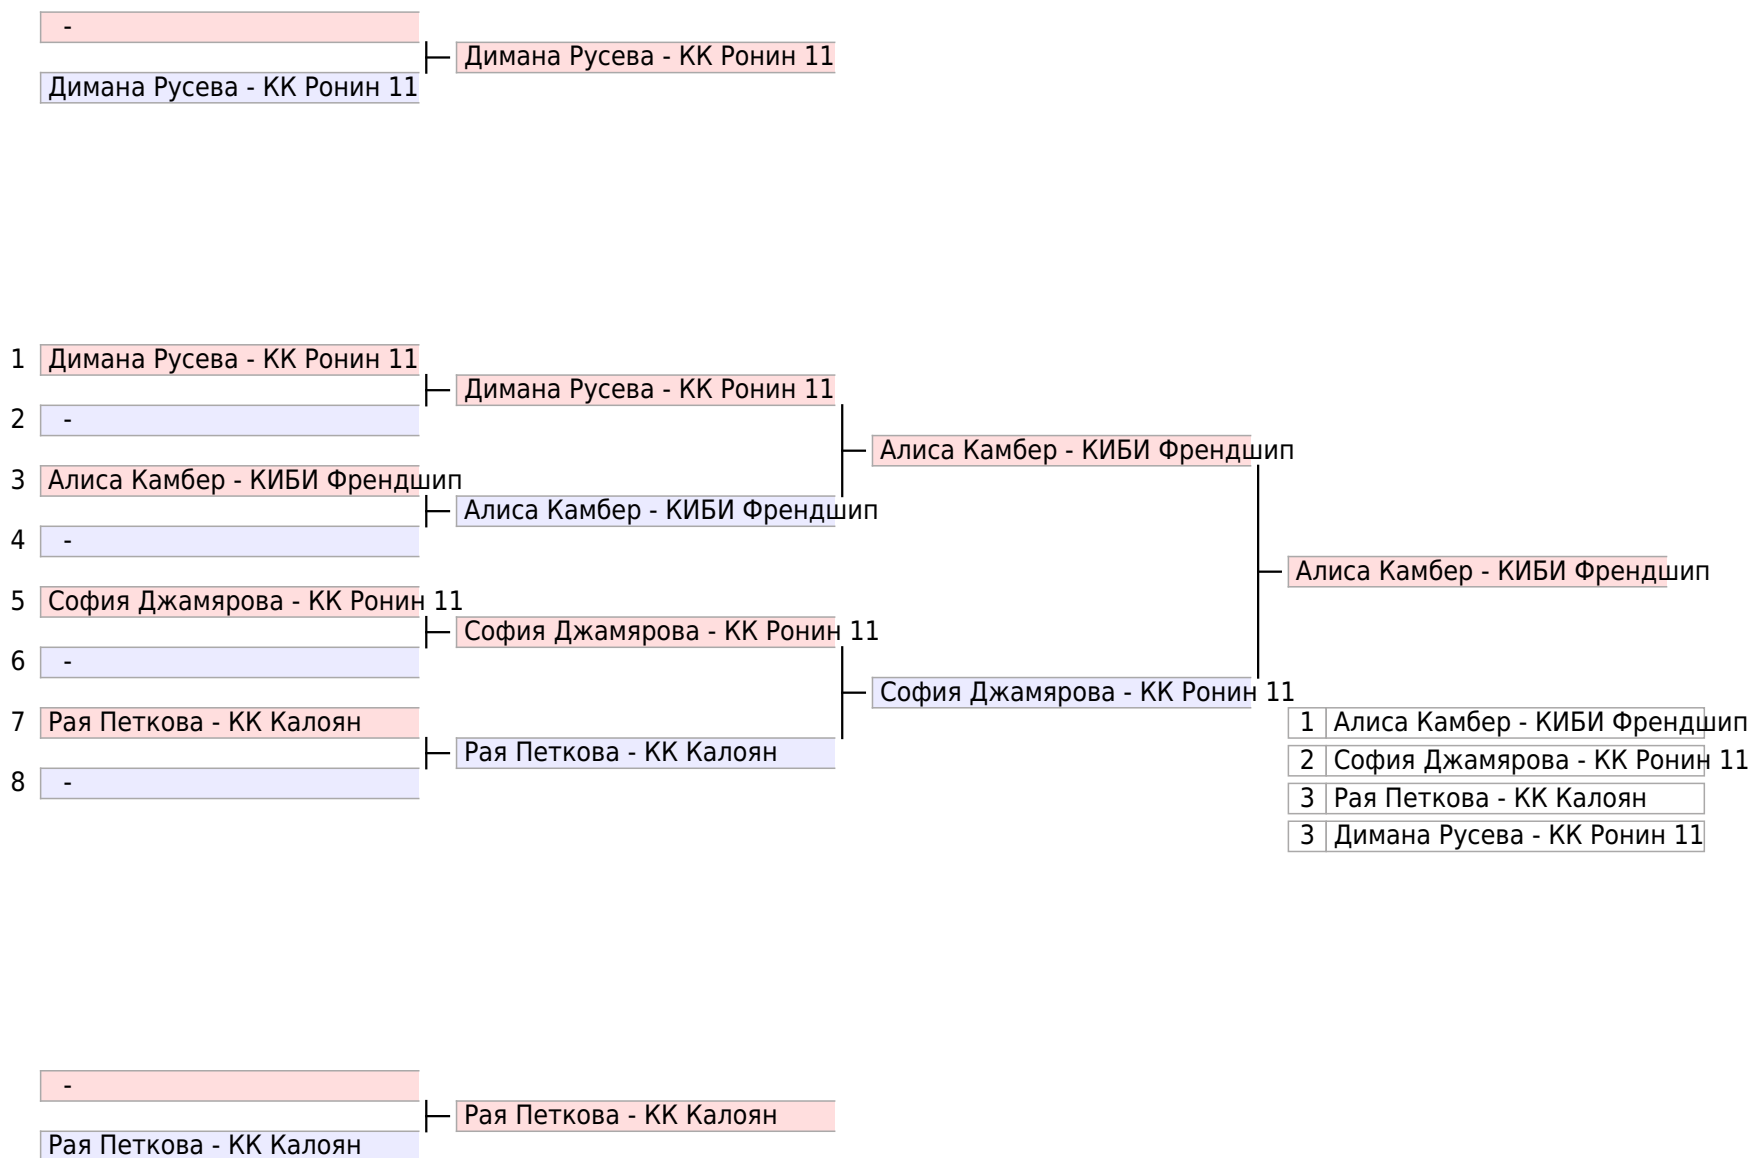 -
Димана Русева - КК Ронин 11
Димана Русева - КК Ронин 11
1 Димана Русева - КК Ронин 11
Димана Русева - КК Ронин 11
2 -
Алиса Камбер - КИБИ Френдшип
3 Алиса Камбер - КИБИ Френдшип
Алиса Камбер - КИБИ Френдшип
4 -
Алиса Камбер - КИБИ Френдшип
5 София Джамярова - КК Ронин 11
София Джамярова - КК Ронин 11
6 -
София Джамярова - КК Ронин 11
7 Рая Петкова - КК Калоян
Рая Петкова - КК Калоян
8 -
1 Алиса Камбер - КИБИ Френдшип
2 София Джамярова - КК Ронин 11
3 Рая Петкова - КК Калоян
3 Димана Русева - КК Ронин 11
-
Рая Петкова - КК Калоян
Рая Петкова - КК Калоян